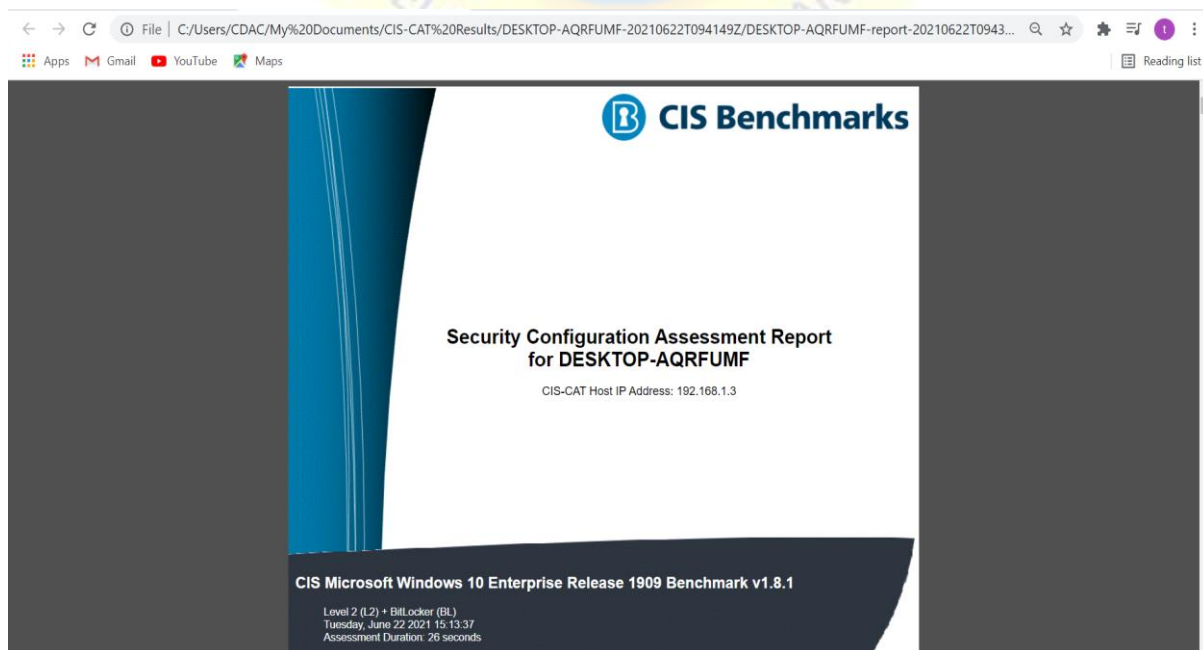 File | C:/Users/CDAC/My%20Documents/CIS-CAT%20Results/DESKTOP-AQRFUMF-20210622T094149Z/DESKTOP-AQRFUMF-report-20210622T0943...
t
Apps Gmail YouTube Maps Reading list
CIS Benchmarks
Security Configuration Assessment Report
for DESKTOP-AQRFUMF
CIS-CAT Host IP Address: 192.168.1.3
CIS Microsoft Windows 10 Enterprise Release 1909 Benchmark v1.8.1
Level 2 (L2) + BitLocker (BL)
Tuesday, June 22 2021 15:13:37
Assessment Duration: 26 seconds